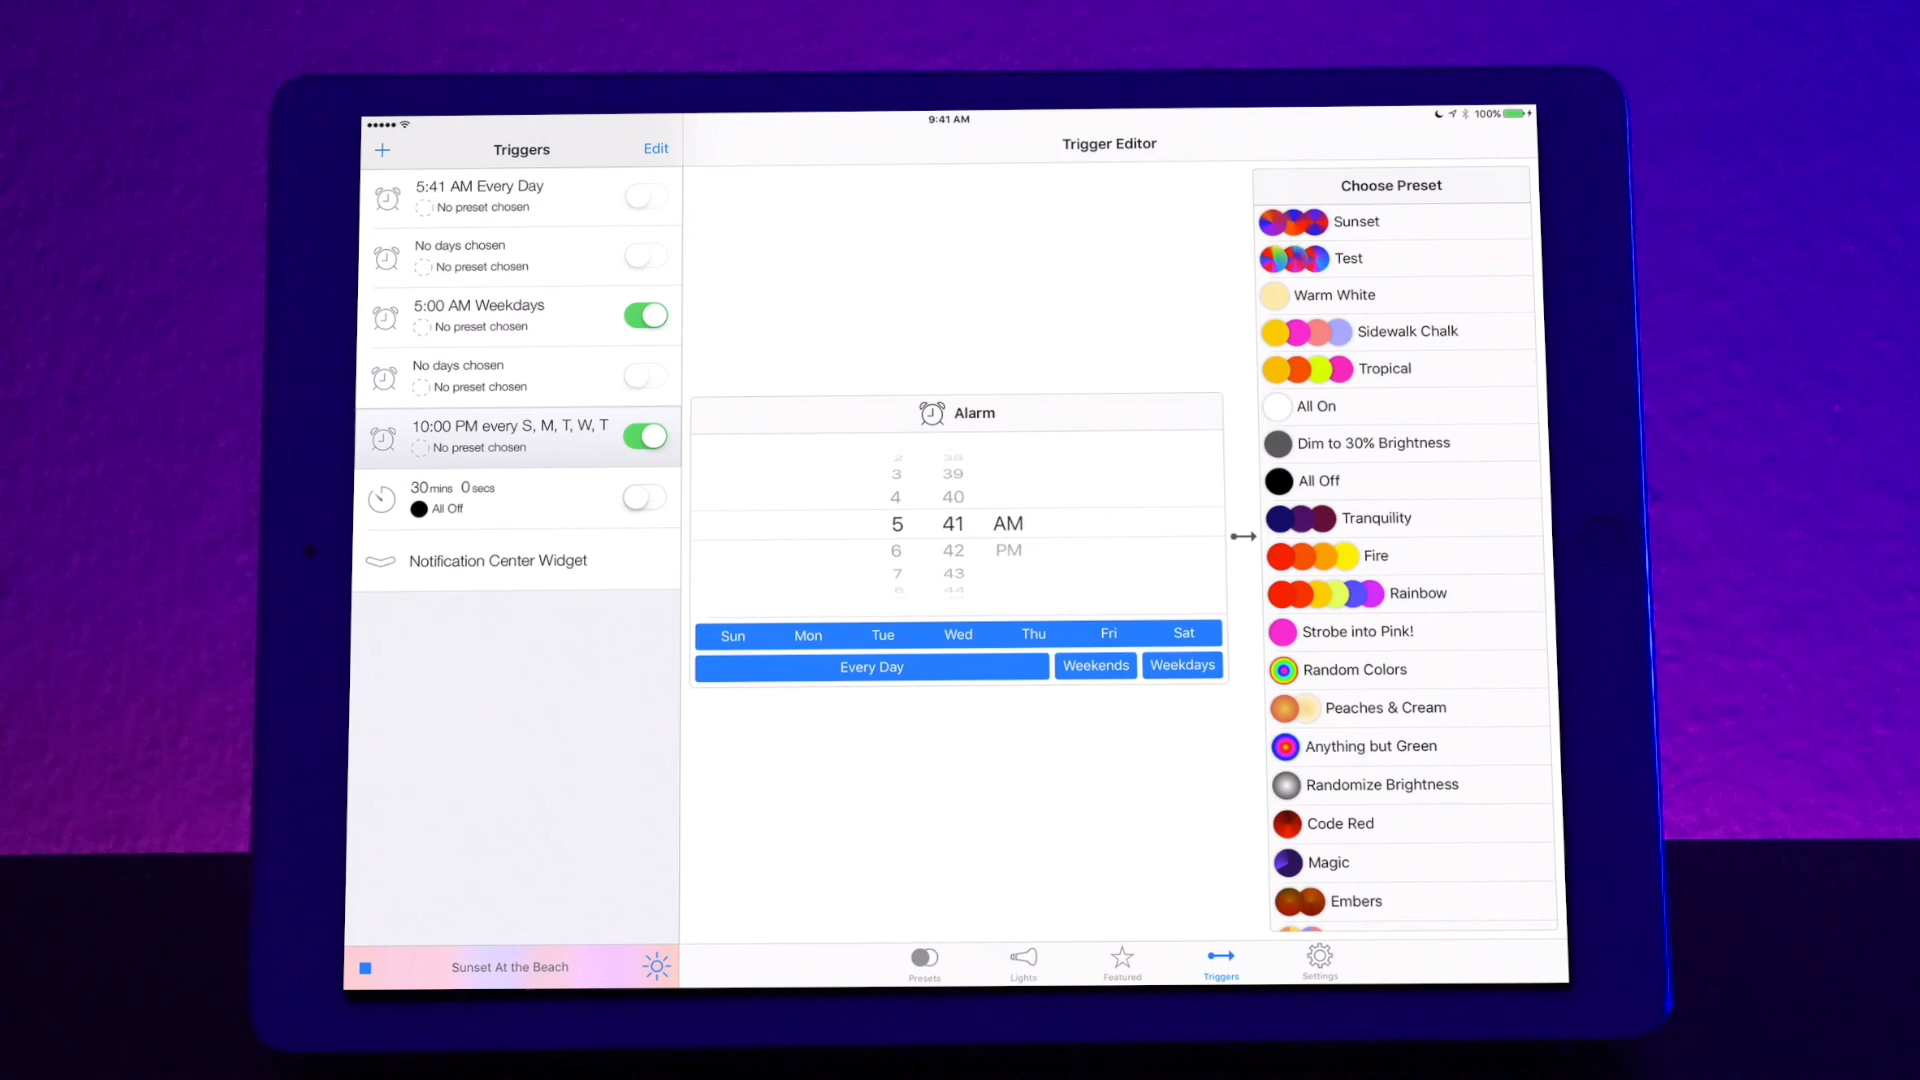 9:41 AM
100%
Triggers
Edit
Trigger Editor
5:41 AM Every Day
No preset chosen
No days chosen
No preset chosen
5:00 AM Weekdays
No preset chosen
No days chosen
No preset chosen
10:00 PM every S, M, T, W, T
No preset chosen
30 mins 0 secs
All Off
Notification Center Widget
Sunset At the Beach
Alarm
2 38
3 39
4 40
5 41 AM
6 42 PM
7 43
44
Sun Mon Tue Wed Thu Fri Sat
Every Day Weekends Weekdays
Choose Preset
Sunset
Test
Warm White
Sidewalk Chalk
Tropical
All On
Dim to 30% Brightness
All Off
Tranquility
Fire
Rainbow
Strobe into Pink!
Random Colors
Peaches & Cream
Anything but Green
Randomize Brightness
Code Red
Magic
Embers
Presets Lights Featured Triggers Settings